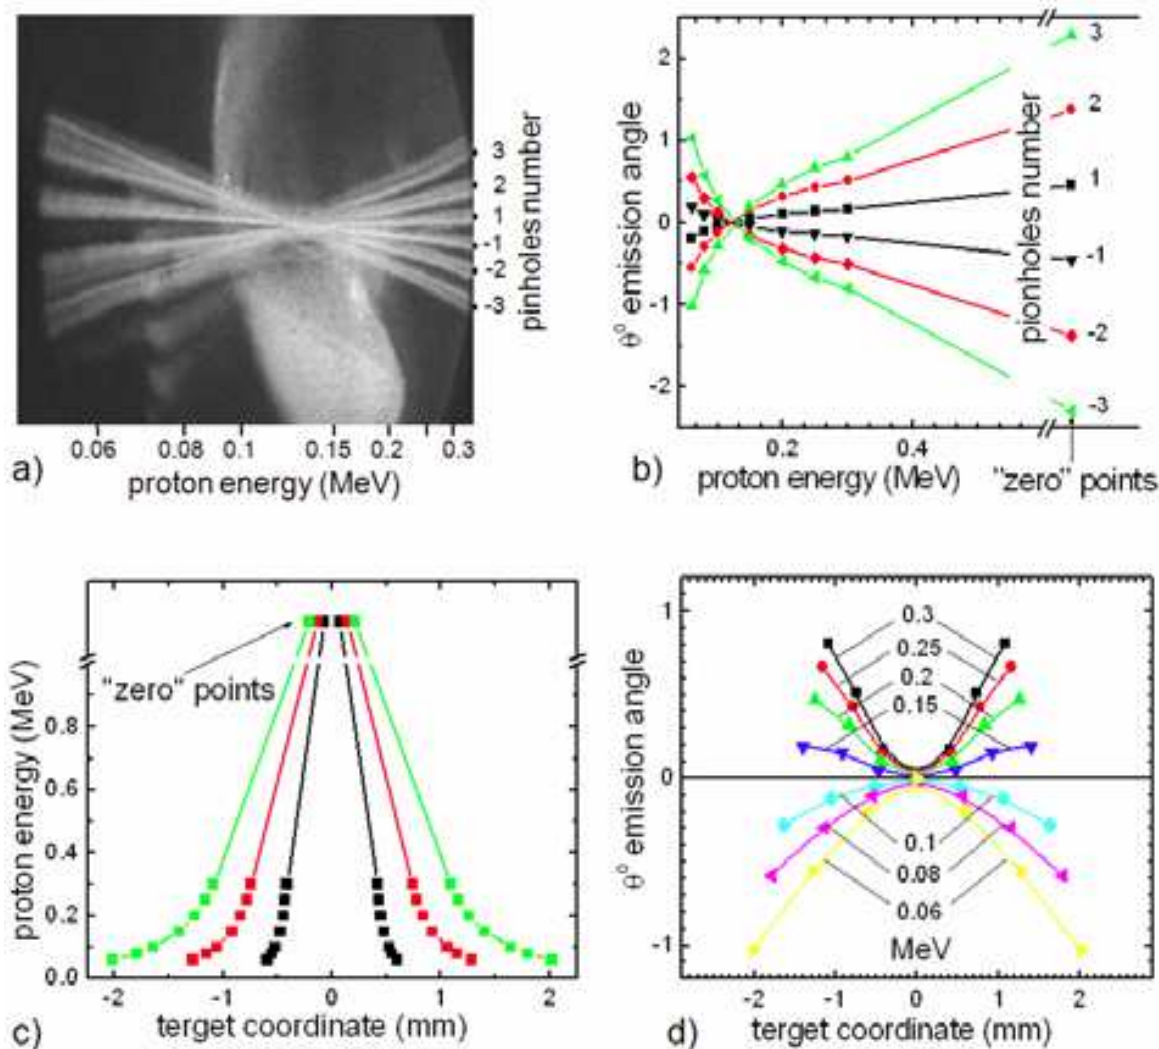 3
2
1
-1
-2
-3
pinholes number
0.06 0.08 0.1 0.15 0.2 0.3
proton energy (MeV)
a)
2
1
0
-1
-2
θ° emission angle
3
2
1
-1
-2
-3
pionholes number
0.2 0.4
proton energy (MeV)
"zero" points
b)
0.8
0.6
0.4
0.2
0.0
proton energy (MeV)
"zero" points
-2 -1 0 1 2
terget coordinate (mm)
c)
1
0
-1
θ° emission angle
0.3
0.25
0.2
0.15
0.1
0.08
0.06
MeV
-2 -1 0 1 2
terget coordinate (mm)
d)